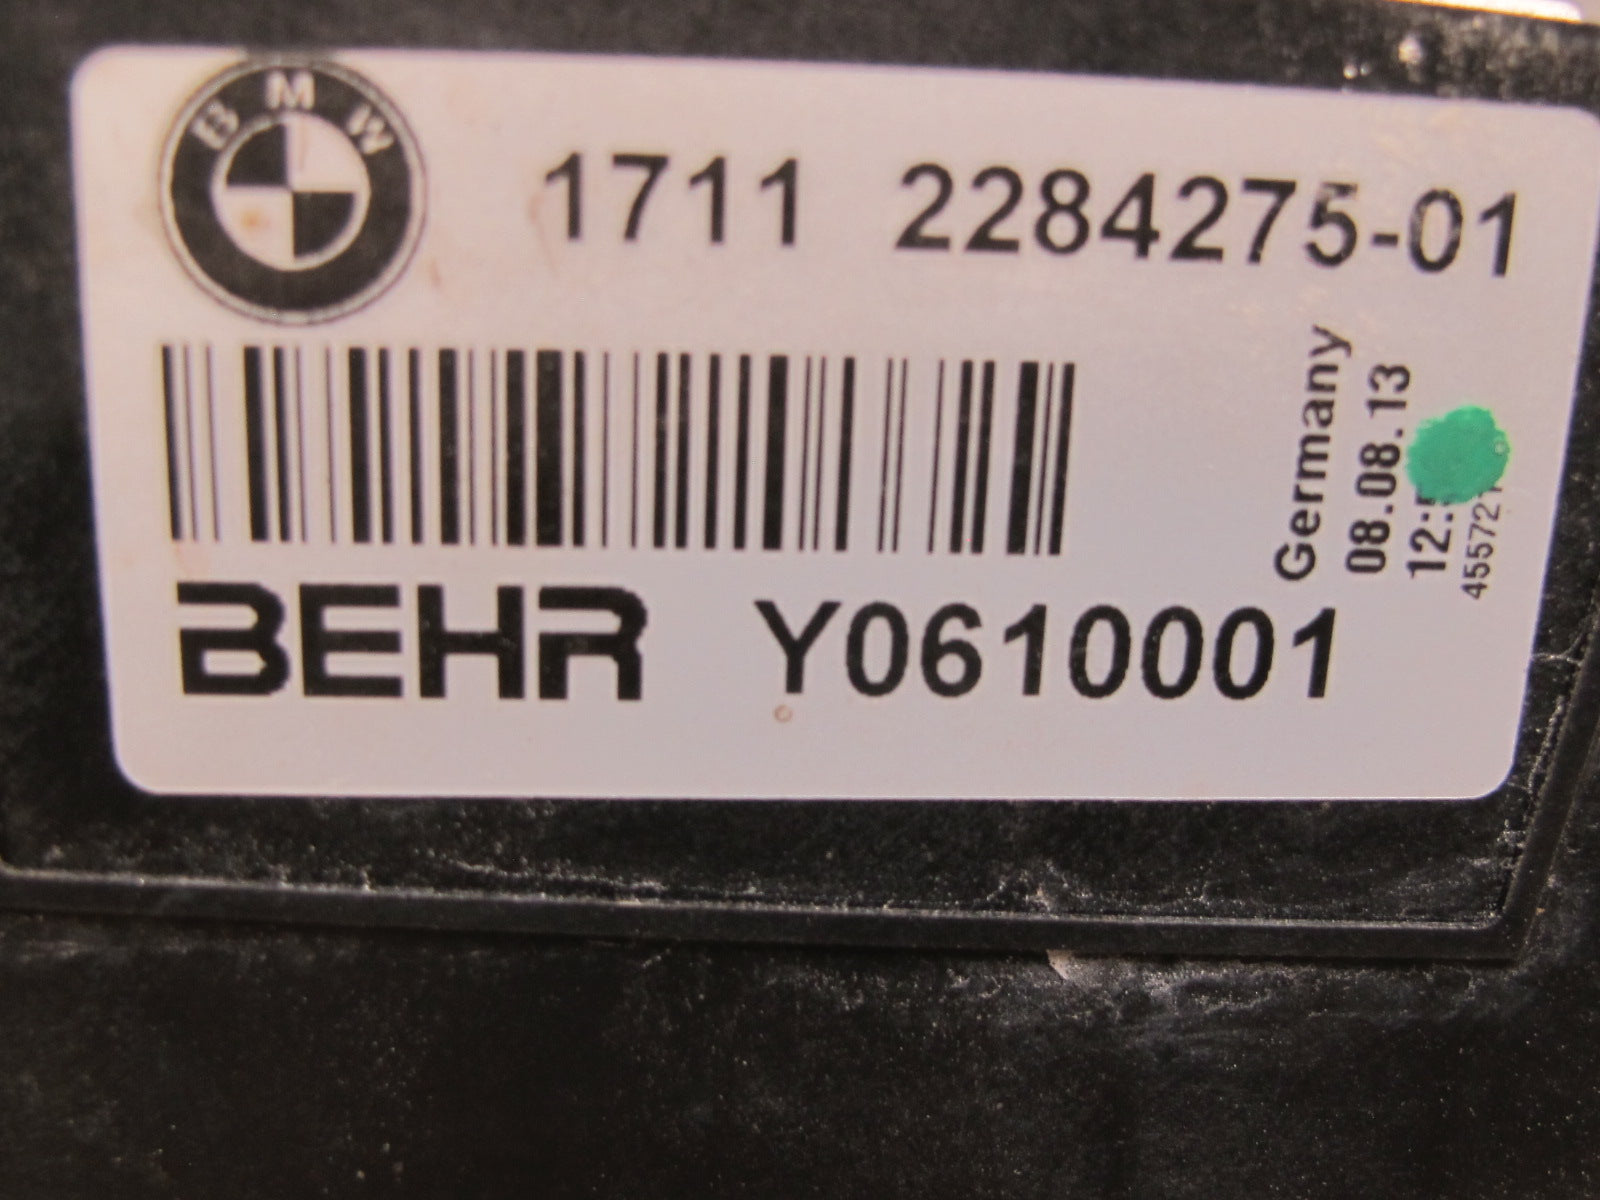 BMW 1711 2284275-01
Germany
08.08.13
BEHR Y0610001